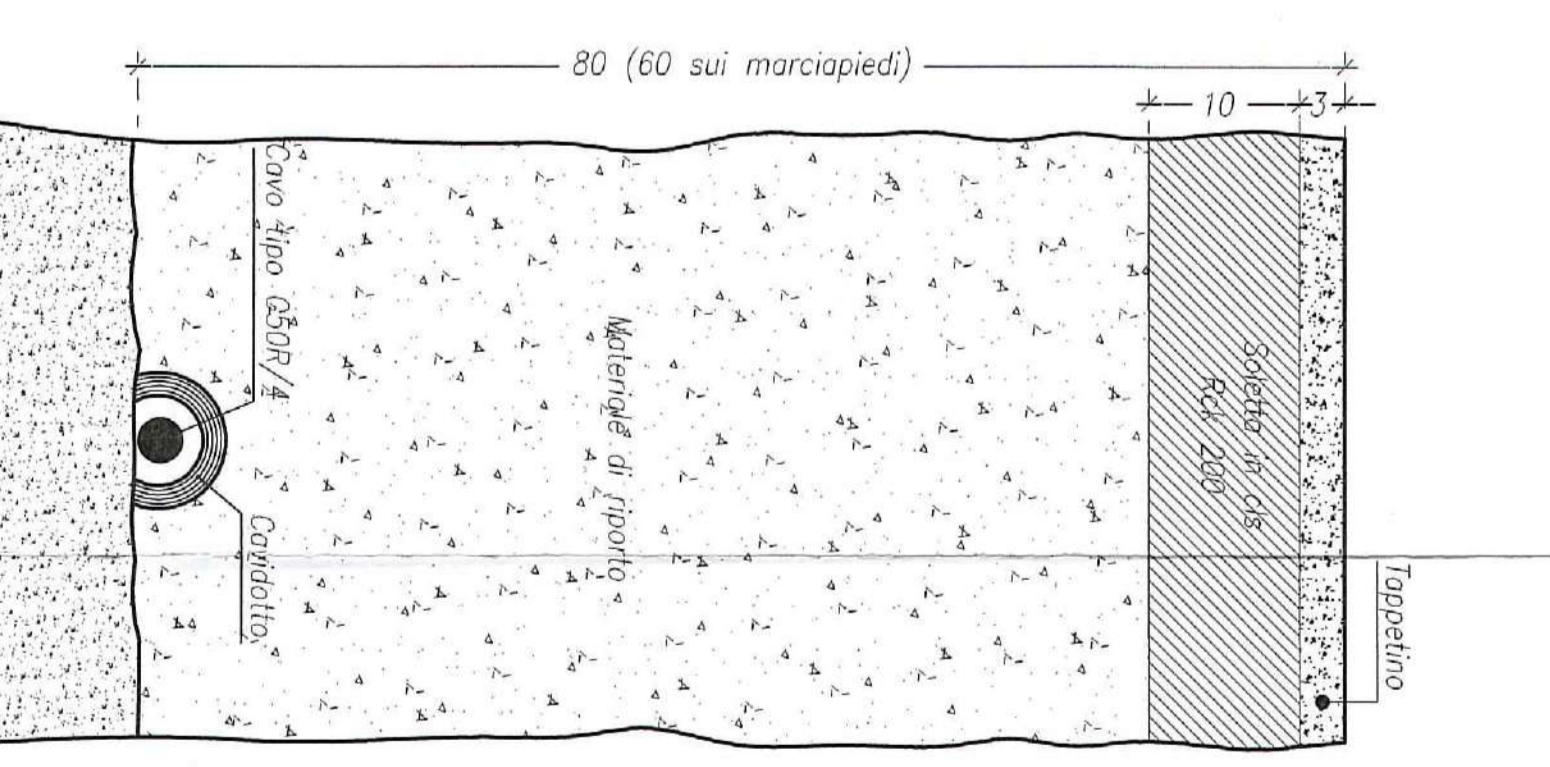 80 (60 sui marciapiedi)
10
3
Cavo tipo G50R/4
Materiale di riporto
Soletta in cls
Rck 200
Cavidotto
Tappetino